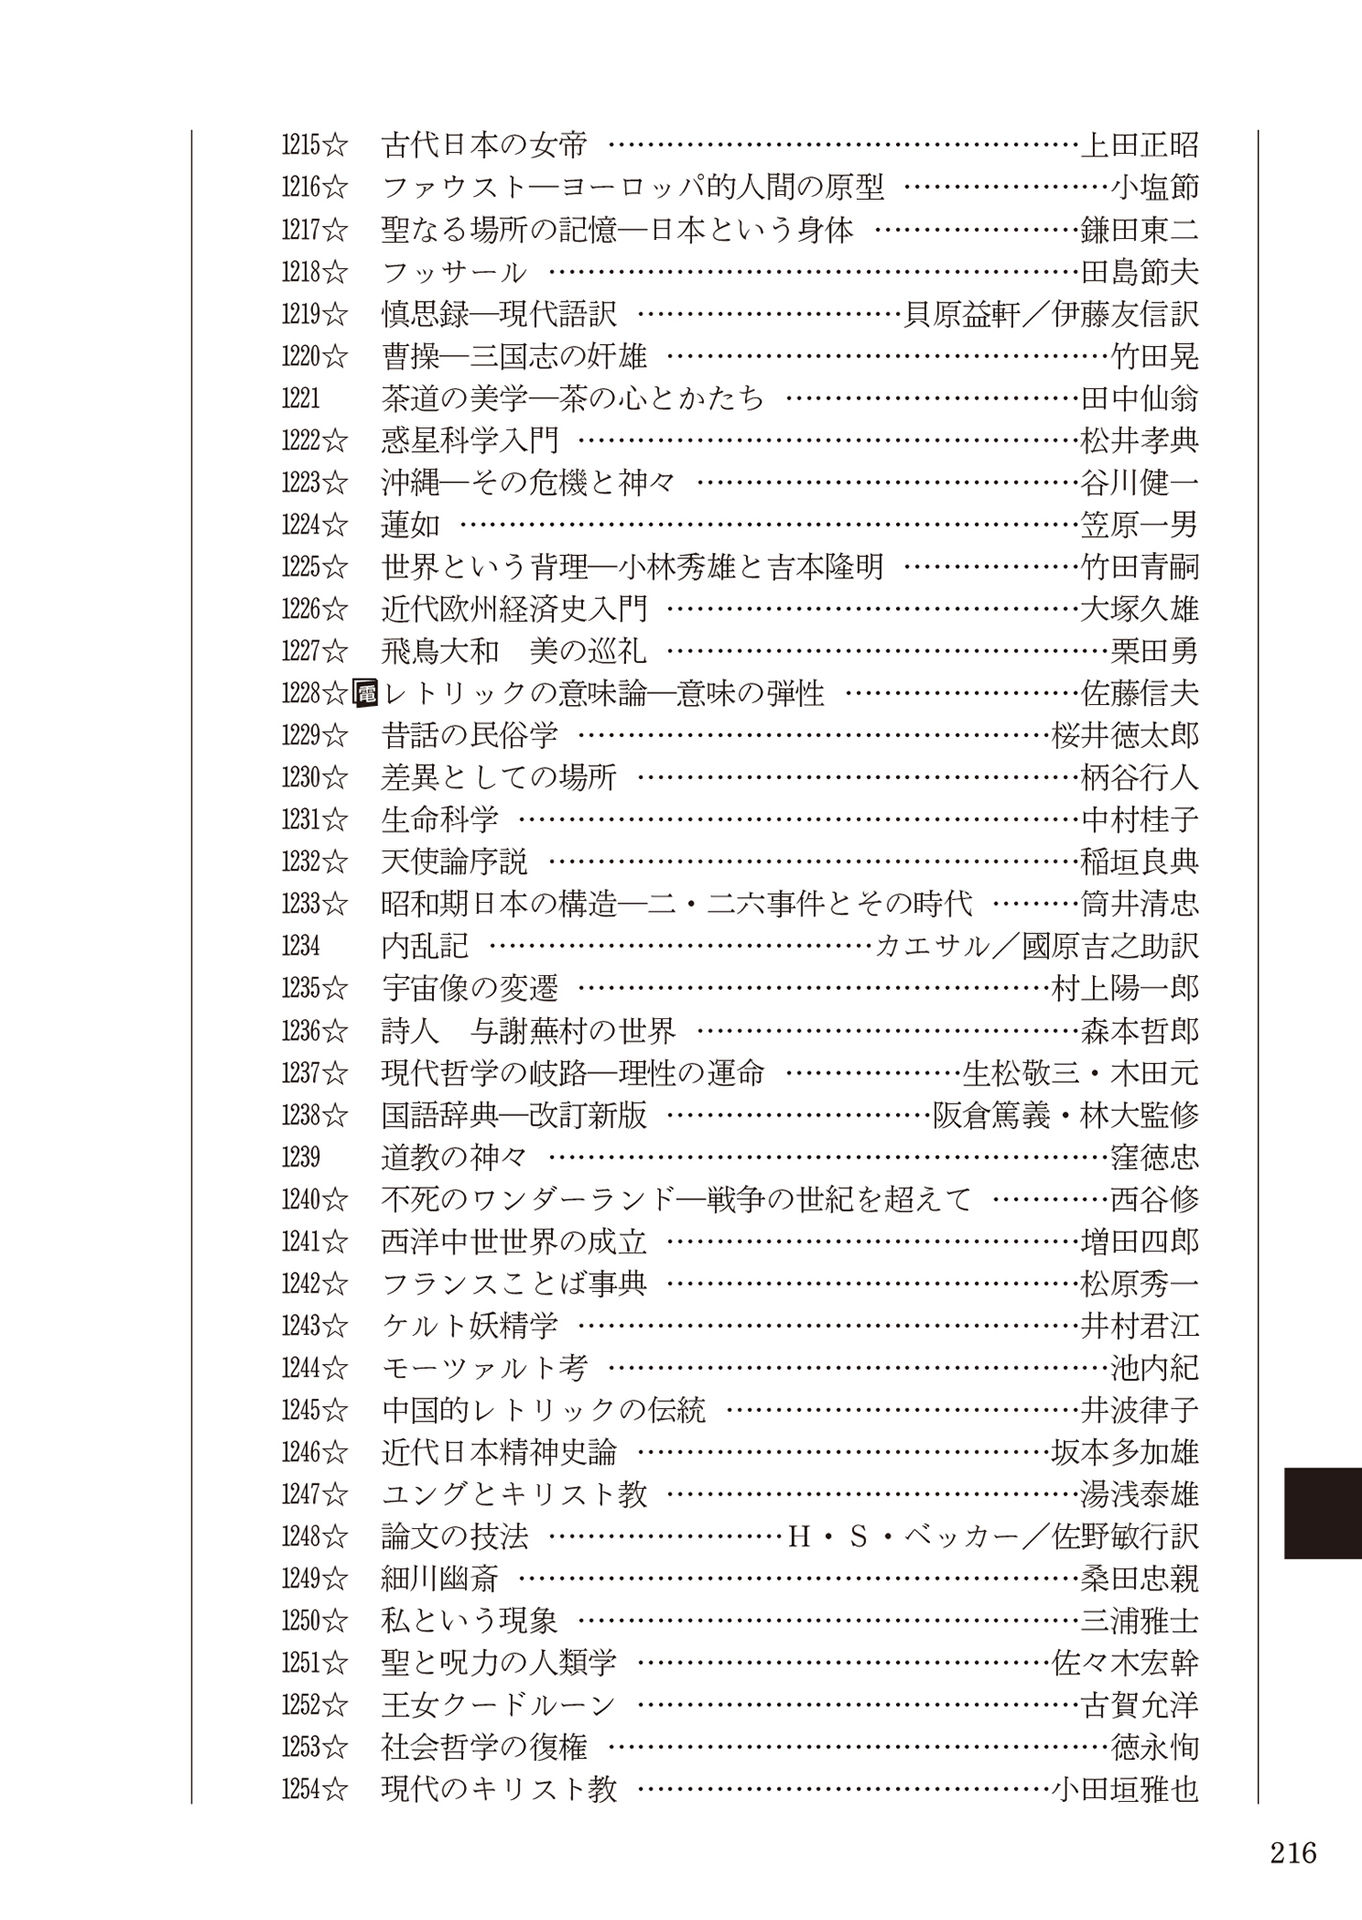 1215☆ 古代日本の女帝 ………………………………………… 上田正昭
1216☆ ファウスト―ヨーロッパ的人間の原型 ………………… 小塩節
1217☆ 聖なる場所の記憶―日本という身体 ………………… 鎌田東二
1218☆ フッサール ……………………………………………… 田島節夫
1219☆ 慎思録―現代語訳 ……………………… 貝原益軒／伊藤友信訳
1220☆ 曹操―三国志の奸雄 ……………………………………… 竹田晃
1221 茶道の美学―茶の心とかたち ………………………… 田中仙翁
1222☆ 惑星科学入門 …………………………………………… 松井孝典
1223☆ 沖縄―その危機と神々 ………………………………… 谷川健一
1224☆ 蓮如 ……………………………………………………… 笠原一男
1225☆ 世界という背理―小林秀雄と吉本隆明 ……………… 竹田青嗣
1226☆ 近代欧州経済史入門 …………………………………… 大塚久雄
1227☆ 飛鳥大和　美の巡礼 ……………………………………… 栗田勇
1228☆電 レトリックの意味論―意味の弾性 …………………… 佐藤信夫
1229☆ 昔話の民俗学 ………………………………………… 桜井徳太郎
1230☆ 差異としての場所 ……………………………………… 柄谷行人
1231☆ 生命科学 ………………………………………………… 中村桂子
1232☆ 天使論序説 ……………………………………………… 稲垣良典
1233☆ 昭和期日本の構造―二・二六事件とその時代 ……… 筒井清忠
1234 内乱記 ………………………………… カエサル／國原吉之助訳
1235☆ 宇宙像の変遷 ………………………………………… 村上陽一郎
1236☆ 詩人　与謝蕪村の世界 ………………………………… 森本哲郎
1237☆ 現代哲学の岐路―理性の運命 ……………… 生松敬三・木田元
1238☆ 国語辞典―改訂新版 ……………………… 阪倉篤義・林大監修
1239 道教の神々 ………………………………………………… 窪徳忠
1240☆ 不死のワンダーランド―戦争の世紀を超えて ………… 西谷修
1241☆ 西洋中世世界の成立 …………………………………… 増田四郎
1242☆ フランスことば事典 …………………………………… 松原秀一
1243☆ ケルト妖精学 …………………………………………… 井村君江
1244☆ モーツァルト考 …………………………………………… 池内紀
1245☆ 中国的レトリックの伝統 ……………………………… 井波律子
1246☆ 近代日本精神史論 …………………………………… 坂本多加雄
1247☆ ユングとキリスト教 …………………………………… 湯浅泰雄
1248☆ 論文の技法 …………………… Ｈ・Ｓ・ベッカー／佐野敏行訳
1249☆ 細川幽斎 ………………………………………………… 桑田忠親
1250☆ 私という現象 …………………………………………… 三浦雅士
1251☆ 聖と呪力の人類学 …………………………………… 佐々木宏幹
1252☆ 王女クードルーン ……………………………………… 古賀允洋
1253☆ 社会哲学の復権 …………………………………………… 徳永恂
1254☆ 現代のキリスト教 …………………………………… 小田垣雅也
216